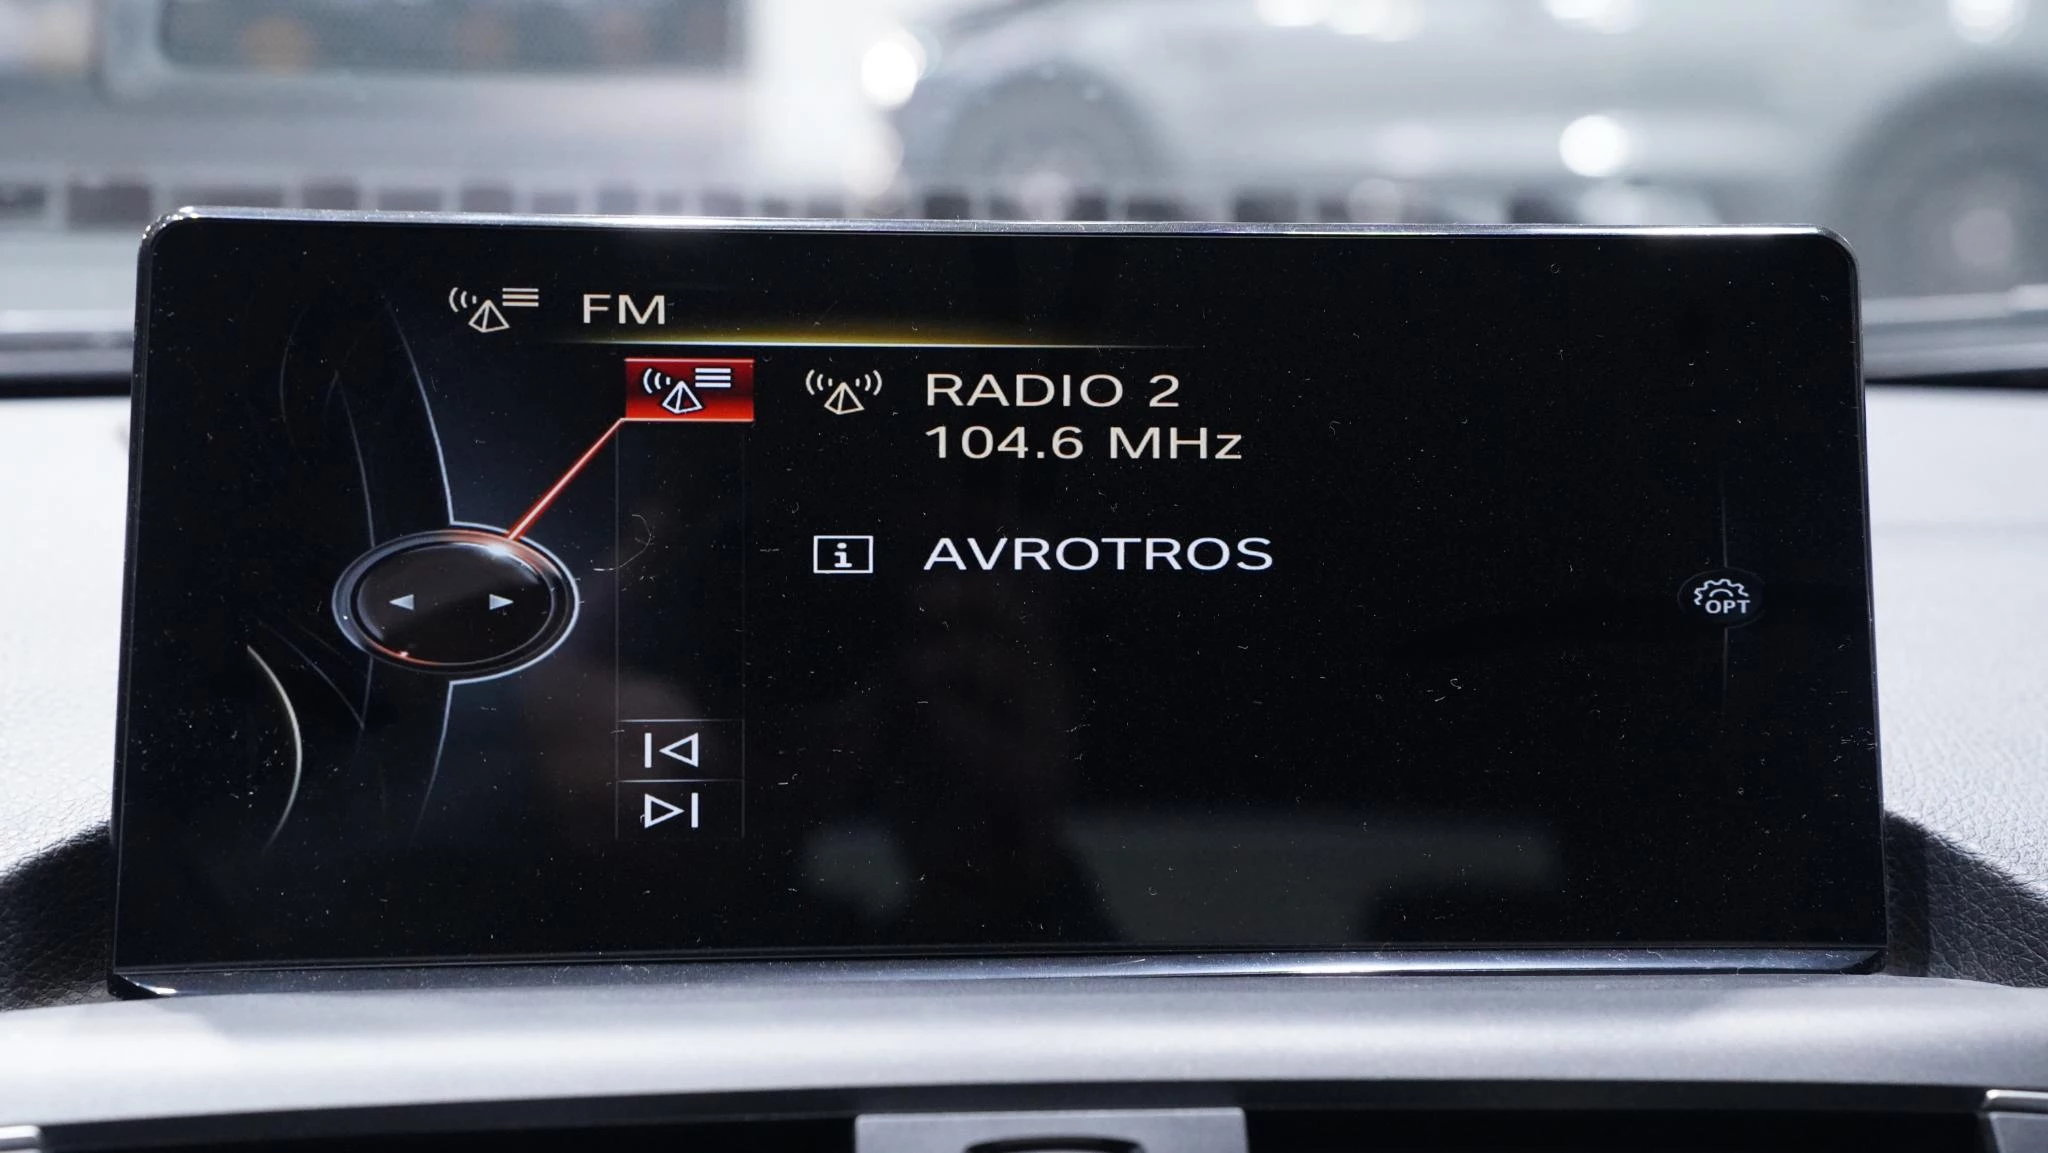 FM
RADIO 2
104.6 MHz
i AVROTROS
OPT